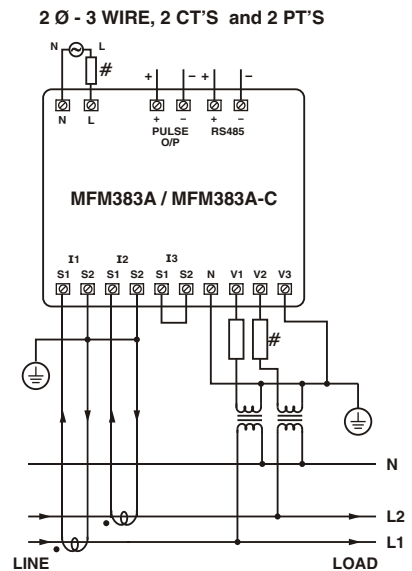 2 Ø - 3 WIRE, 2 CT'S and 2 PT'S
N L
#
+ – + –
N L + – + –
PULSE O/P RS485
MFM383A / MFM383A-C
I1 I2 I3
S1 S2 S1 S2 S1 S2 N V1 V2 V3
#
N
L2
L1
LINE LOAD